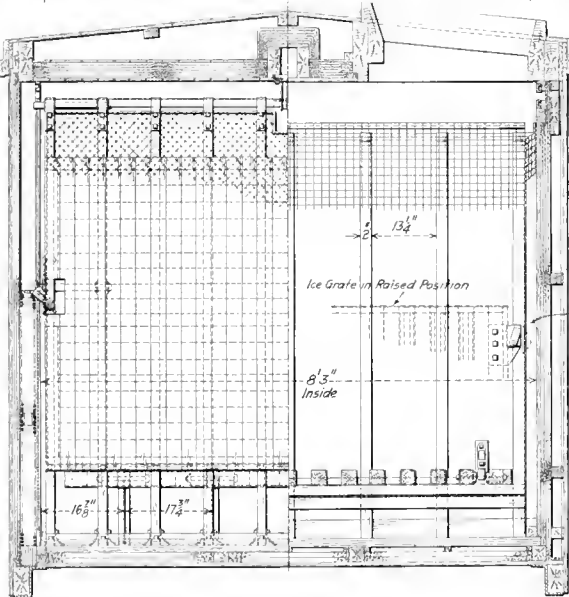 2"
13¼"
Ice Grate in Raised Position
8'3"
Inside
16⅞"
17¾"